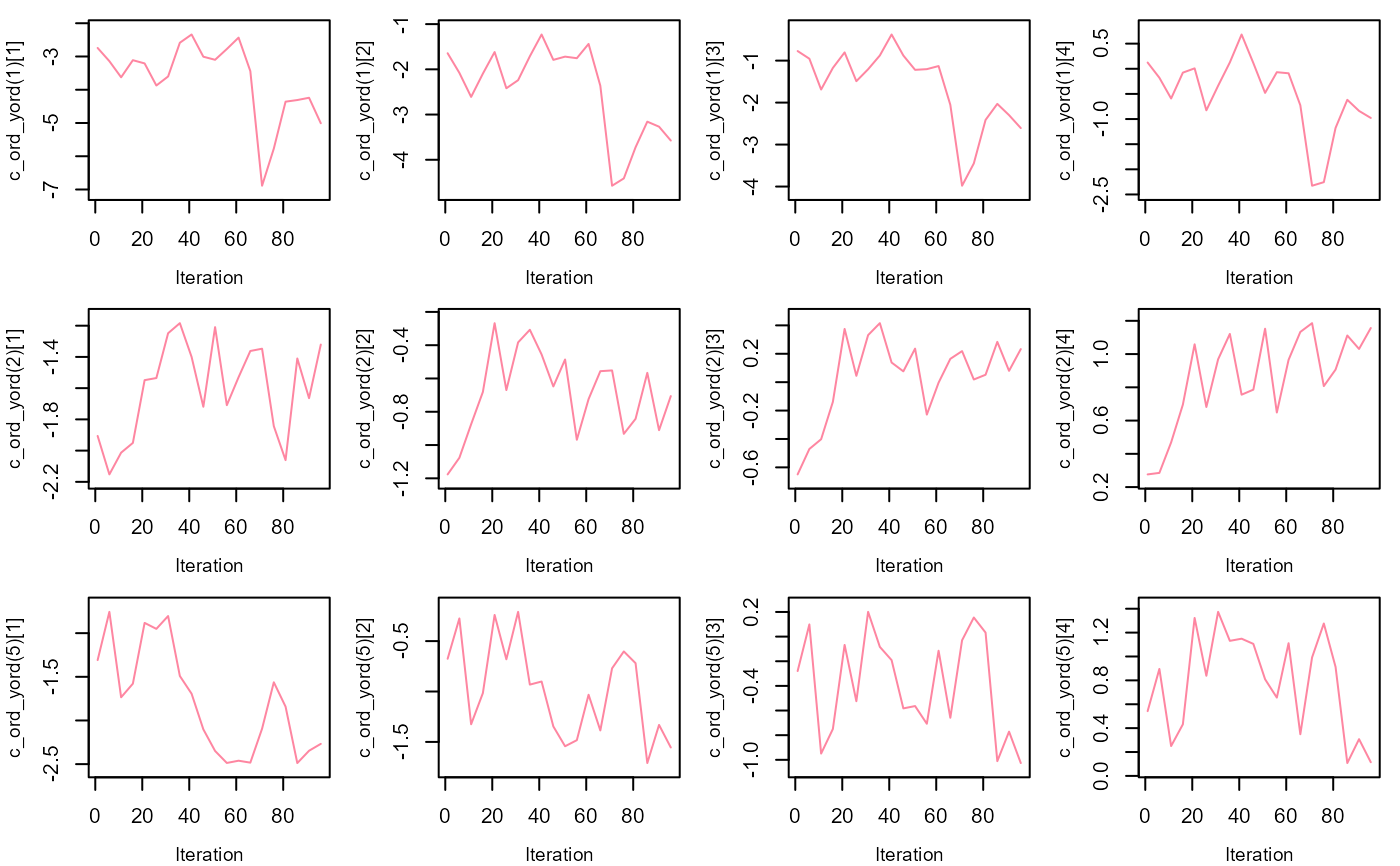 c_ord_yord(1)[1]
-7 -5 -3
0 20 40 60 80
Iteration
c_ord_yord(1)[2]
-4 -3 -2 -1
0 20 40 60 80
Iteration
c_ord_yord(1)[3]
-4 -3 -2 -1
0 20 40 60 80
Iteration
c_ord_yord(1)[4]
-2.5 -1.0 0.5
0 20 40 60 80
Iteration
c_ord_yord(2)[1]
-2.2 -1.8 -1.4
0 20 40 60 80
Iteration
c_ord_yord(2)[2]
-1.2 -0.8 -0.4
0 20 40 60 80
Iteration
c_ord_yord(2)[3]
-0.6 -0.2 0.2
0 20 40 60 80
Iteration
c_ord_yord(2)[4]
0.2 0.6 1.0
0 20 40 60 80
Iteration
c_ord_yord(5)[1]
-2.5 -1.5
0 20 40 60 80
Iteration
c_ord_yord(5)[2]
-1.5 -0.5
0 20 40 60 80
Iteration
c_ord_yord(5)[3]
-1.0 -0.4 0.2
0 20 40 60 80
Iteration
c_ord_yord(5)[4]
0.0 0.4 0.8 1.2
0 20 40 60 80
Iteration